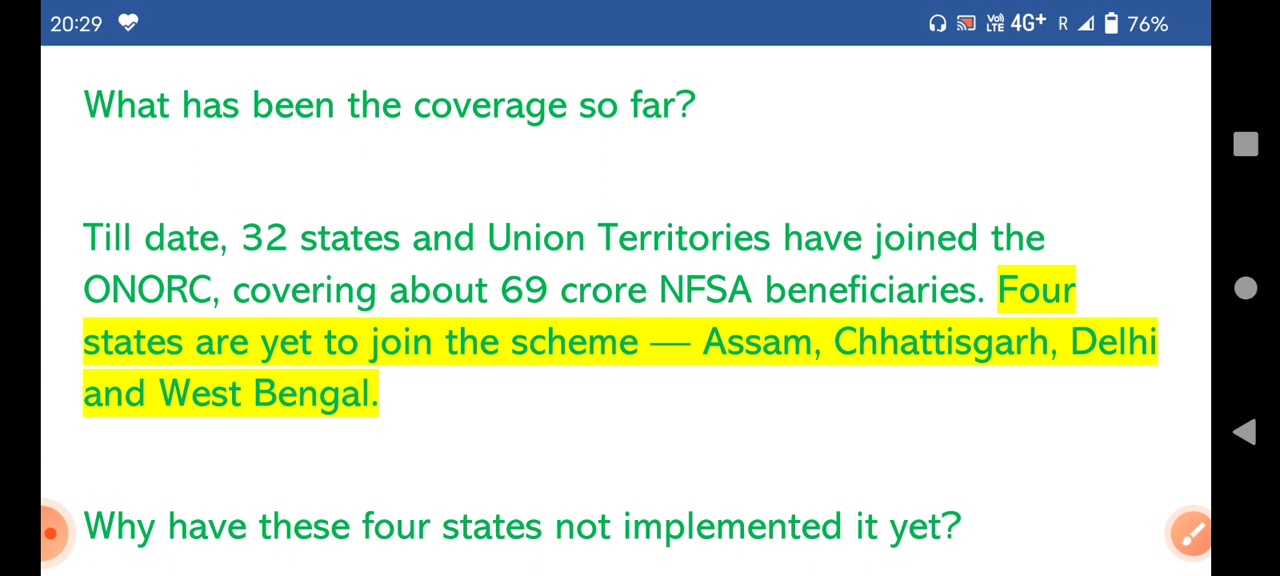 20:29 VoLTE 4G+ R 76%
What has been the coverage so far?
Till date, 32 states and Union Territories have joined the
ONORC, covering about 69 crore NFSA beneficiaries. Four
states are yet to join the scheme — Assam, Chhattisgarh, Delhi
and West Bengal.
Why have these four states not implemented it yet?